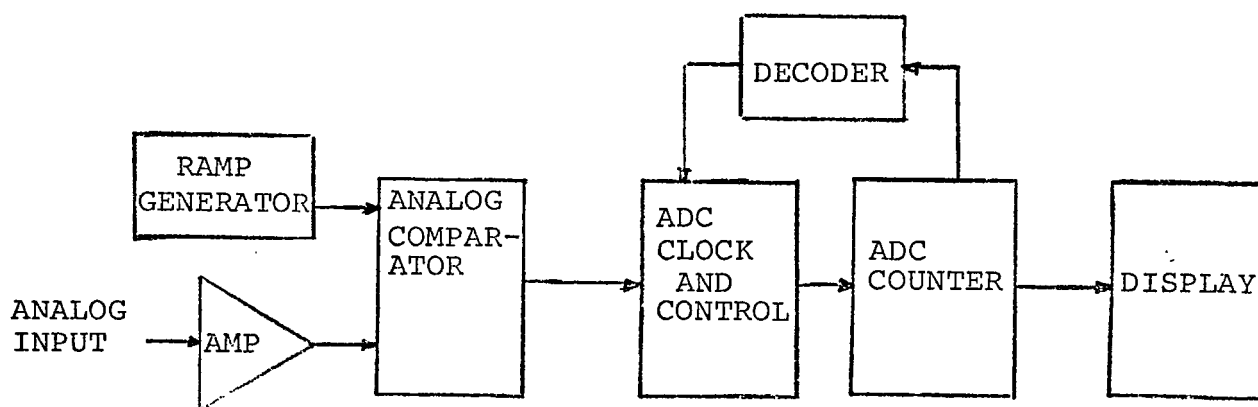 DECODER
RAMP
GENERATOR
ANALOG
COMPAR-
ATOR
ADC
CLOCK
AND
CONTROL
ADC
COUNTER
DISPLAY
ANALOG
INPUT
AMP